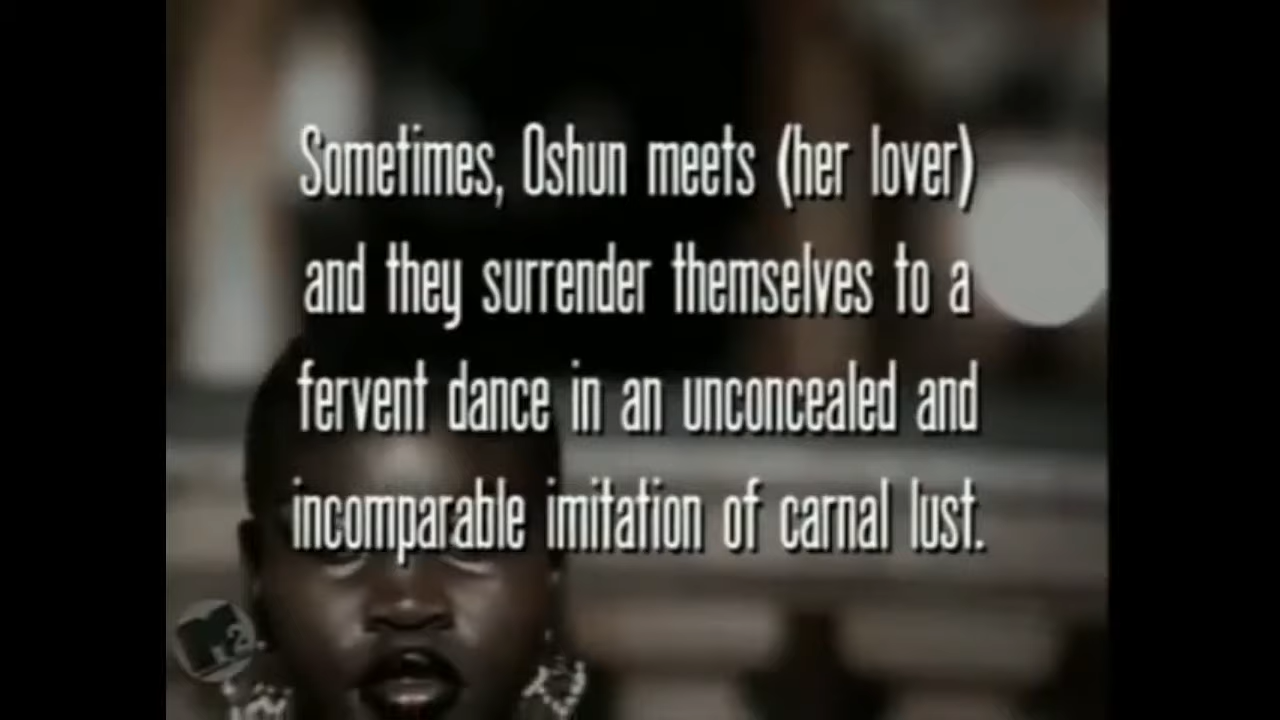 Sometimes, Oshun meets (her lover)
and they surrender themselves to a
fervent dance in an unconcealed and
incomparable imitation of carnal lust.
M2